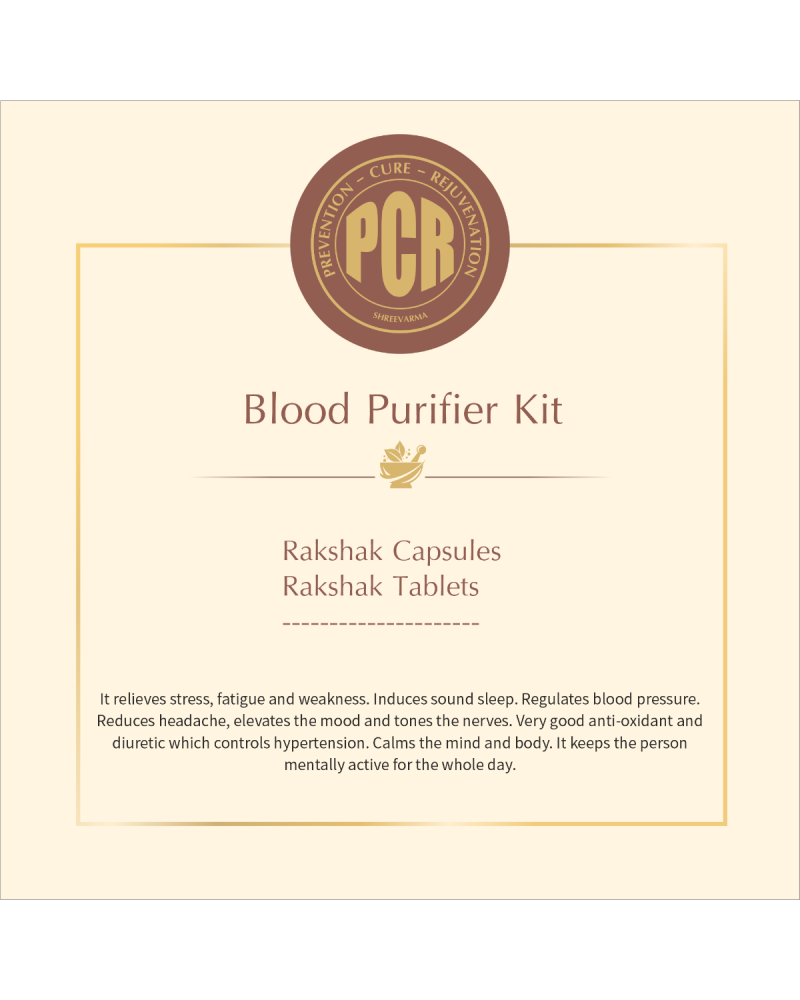 PREVENTION – CURE – REJUVENATION
PCR
SHREEVARMA
Blood Purifier Kit
Rakshak Capsules
Rakshak Tablets
---------------------
It relieves stress, fatigue and weakness. Induces sound sleep. Regulates blood pressure.
Reduces headache, elevates the mood and tones the nerves. Very good anti-oxidant and
diuretic which controls hypertension. Calms the mind and body. It keeps the person
mentally active for the whole day.